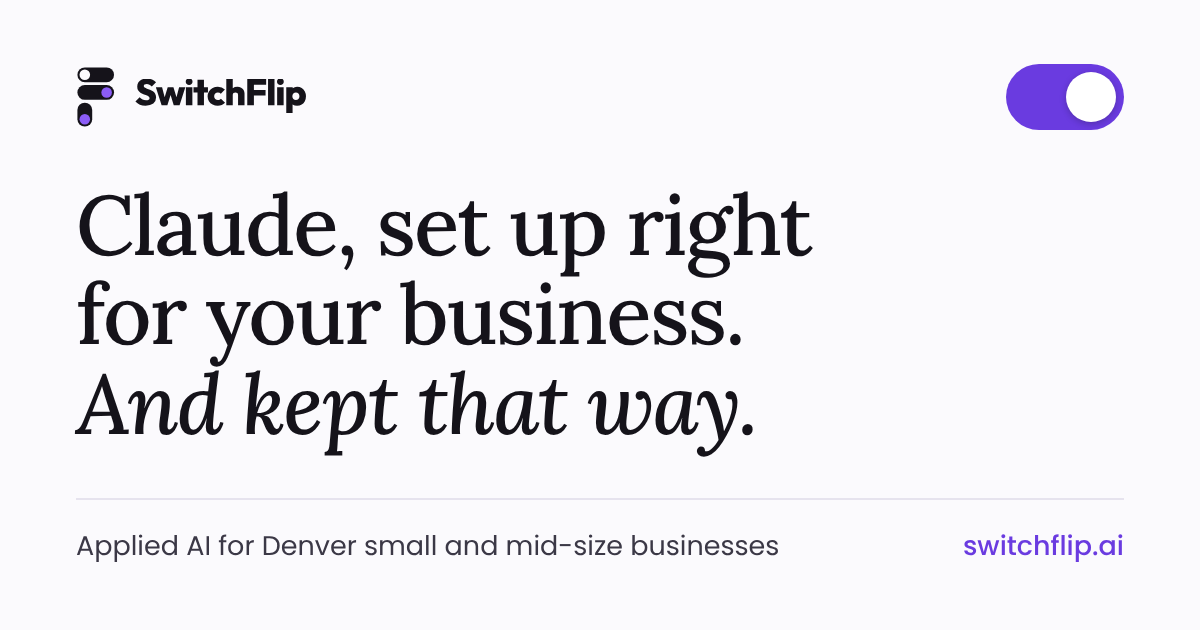 SwitchFlip
Claude, set up right
for your business.
And kept that way.
Applied AI for Denver small and mid-size businesses
switchflip.ai